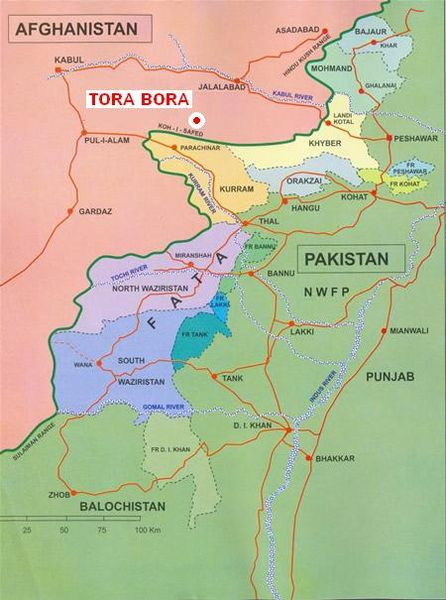 AFGHANISTAN
ASADABAD
BAJAUR
KHAR
HINDU KUSH RANGE
MOHMAND
KABUL
JALALABAD
KABUL RIVER
GHALANAI
TORA BORA
LANDI
KOTAL
KOH - I - SAFED
PESHAWAR
PUL-I-ALAM
PARACHINAR
KHYBER
FR
PESHAWAR
KURRAM
ORAKZAI
FR KOHAT
KURRAM RIVER
HANGU
KOHAT
GARDAZ
THAL
FR BANNU
MIRANSHAH
PAKISTAN
TOCHI RIVER
BANNU
NORTH WAZIRISTAN
FATA
N W F P
FR
LAKKI
LAKKI
MIANWALI
FR TANK
WANA
SOUTH
WAZIRISTAN
TANK
INDUS RIVER
PUNJAB
GOMAL RIVER
SULAIMAN RANGE
D. I. KHAN
FR D. I. KHAN
BHAKKAR
ZHOB
BALOCHISTAN
0 25 50 75 100 Km